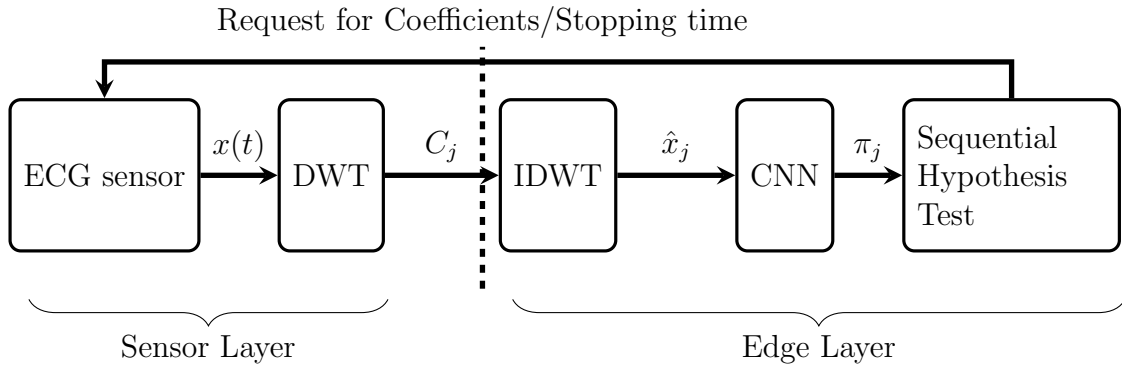 Request for Coefficients/Stopping time
ECG sensor
x(t)
DWT
C_j
IDWT
x̂_j
CNN
π_j
Sequential
Hypothesis
Test
Sensor Layer
Edge Layer